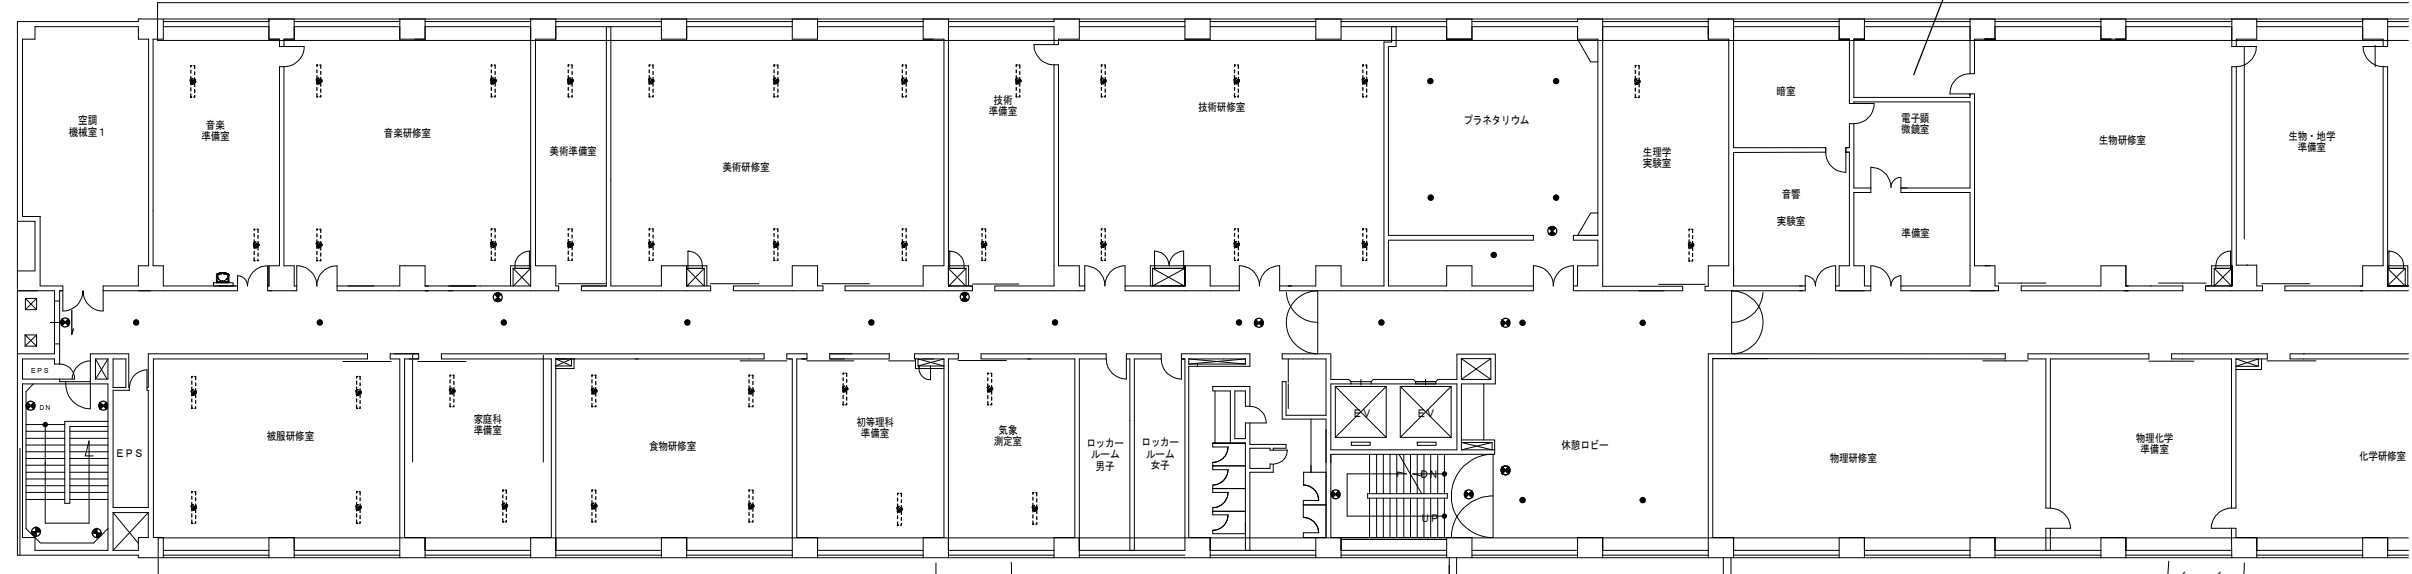 空調
機械室１
音楽
準備室
音楽研修室
美術準備室
美術研修室
技術
準備室
技術研修室
プラネタリウム
生理学
実験室
暗室
音響
実験室
電子顕
微鏡室
準備室
生物研修室
生物・地学
準備室
EPS
DN
EPS
被服研修室
家庭科
準備室
食物研修室
初等理科
準備室
気象
測定室
ロッカー
ルーム
男子
ロッカー
ルーム
女子
EV
EV
DN
UP
休憩ロビー
物理研修室
物理化学
準備室
化学研修室